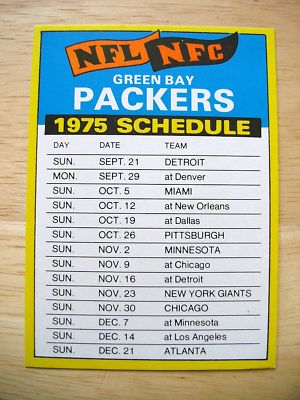 NFL NFC
GREEN BAY
PACKERS
1975 SCHEDULE
DAY DATE TEAM
SUN. SEPT. 21 DETROIT
MON. SEPT. 29 at Denver
SUN. OCT. 5 MIAMI
SUN. OCT. 12 at New Orleans
SUN. OCT. 19 at Dallas
SUN. OCT. 26 PITTSBURGH
SUN. NOV. 2 MINNESOTA
SUN. NOV. 9 at Chicago
SUN. NOV. 16 at Detroit
SUN. NOV. 23 NEW YORK GIANTS
SUN. NOV. 30 CHICAGO
SUN. DEC. 7 at Minnesota
SUN. DEC. 14 at Los Angeles
SUN. DEC. 21 ATLANTA